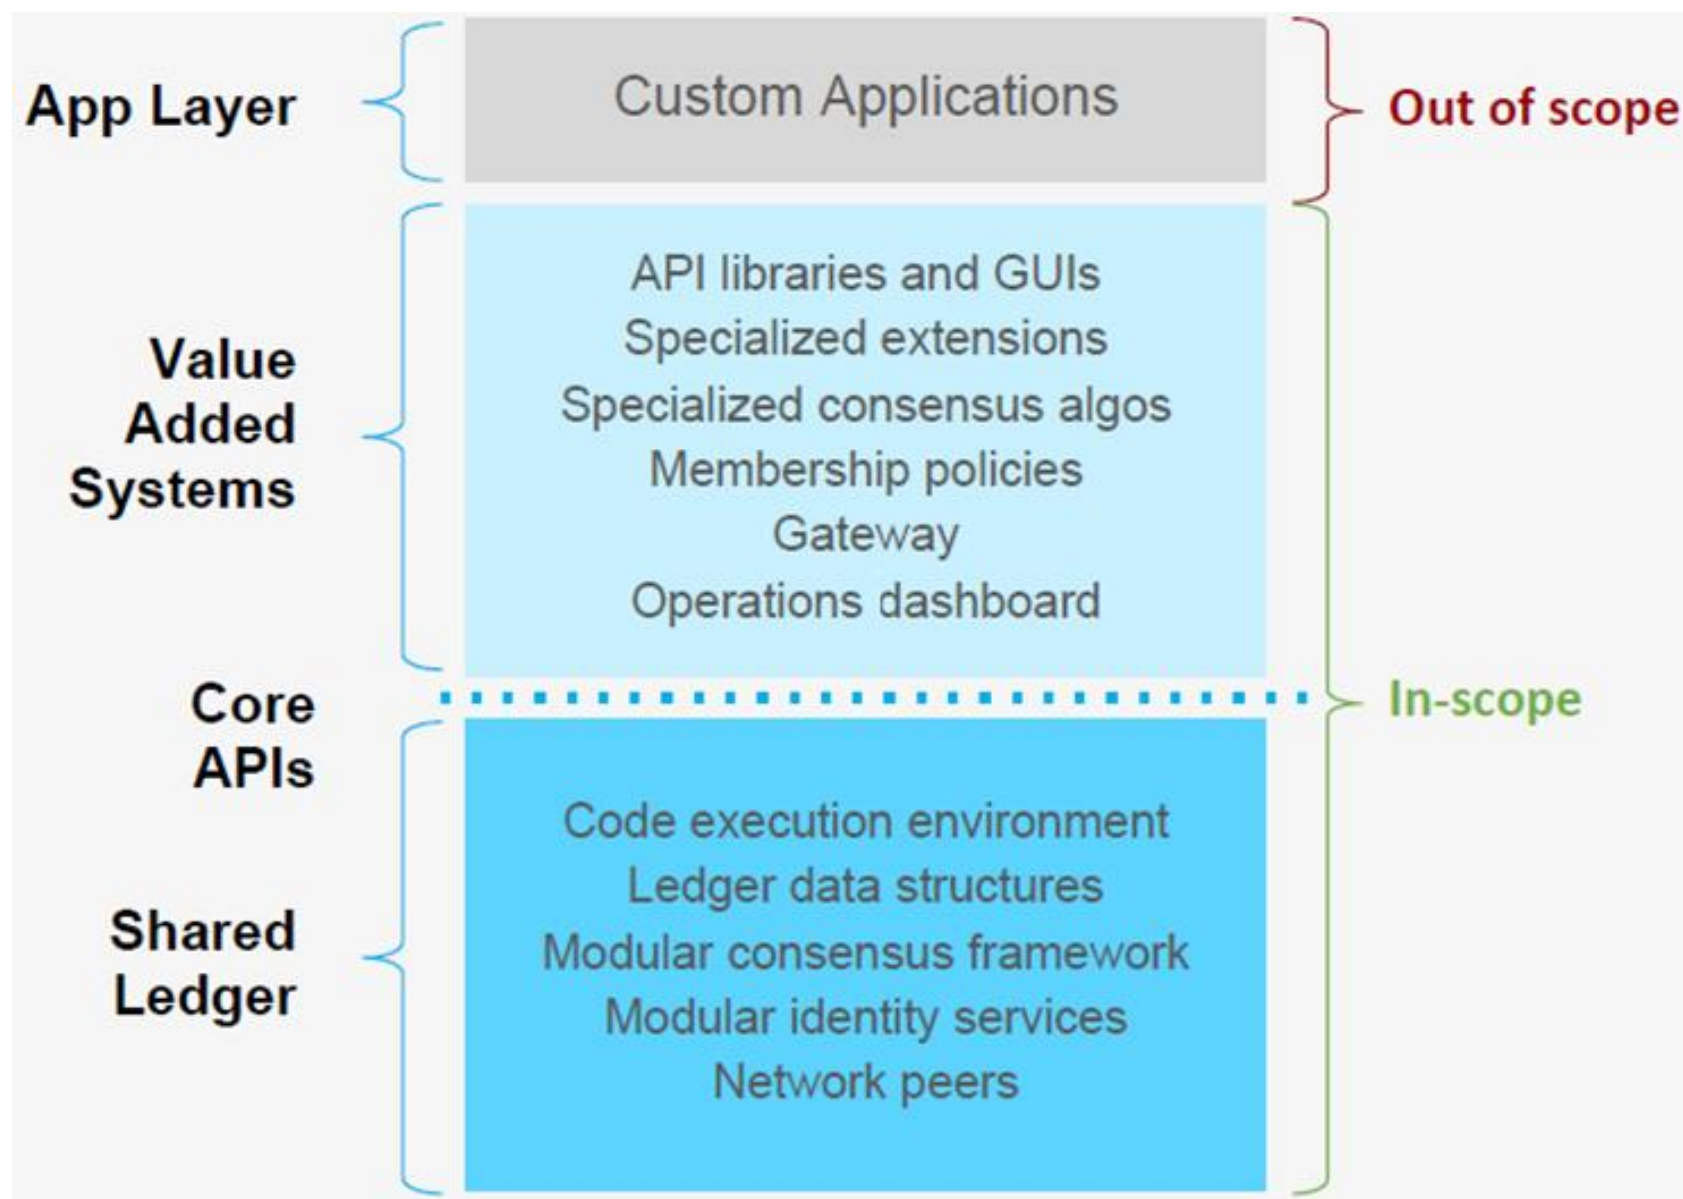 App Layer
Custom Applications
Out of scope
Value
Added
Systems
API libraries and GUIs
Specialized extensions
Specialized consensus algos
Membership policies
Gateway
Operations dashboard
Core
APIs
In-scope
Shared
Ledger
Code execution environment
Ledger data structures
Modular consensus framework
Modular identity services
Network peers